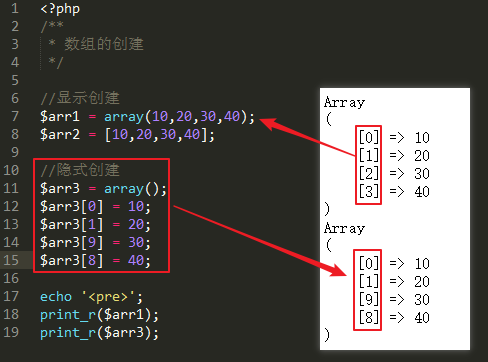 1 <?php
2 /**
3  * 数组的创建
4  */
5
6 //显示创建
7 $arr1 = array(10,20,30,40);
8 $arr2 = [10,20,30,40];
9
10 //隐式创建
11 $arr3 = array();
12 $arr3[0] = 10;
13 $arr3[1] = 20;
14 $arr3[9] = 30;
15 $arr3[8] = 40;
16
17 echo '<pre>';
18 print_r($arr1);
19 print_r($arr3);
Array
(
[0] => 10
[1] => 20
[2] => 30
[3] => 40
)
Array
(
[0] => 10
[1] => 20
[9] => 30
[8] => 40
)